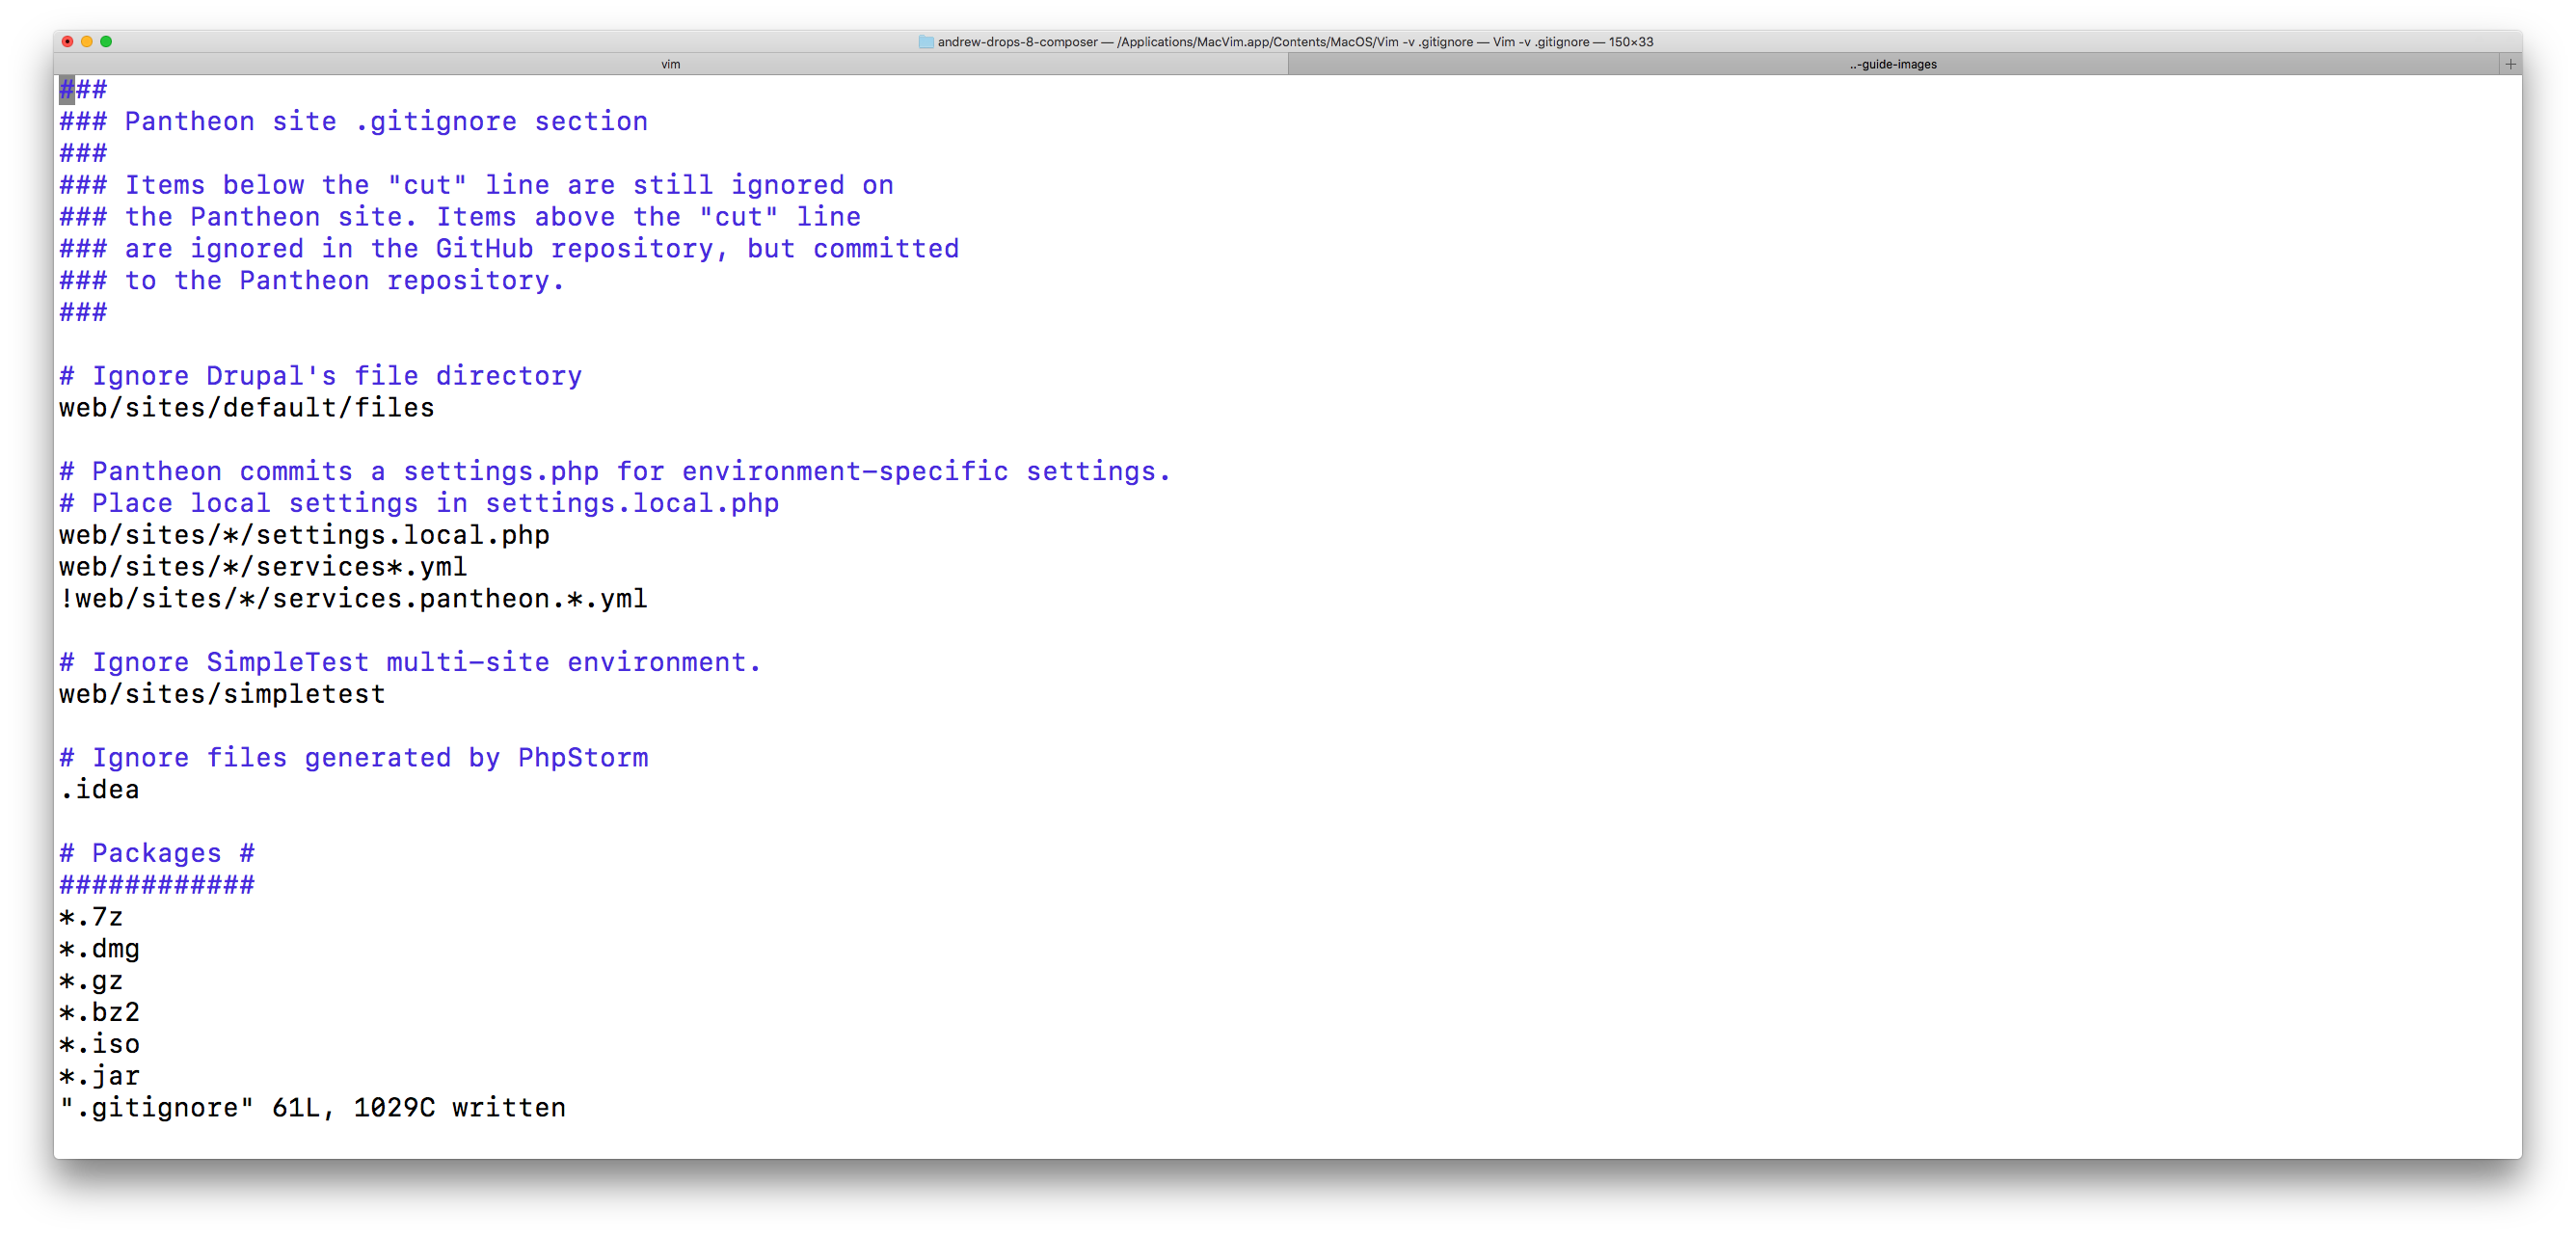 andrew-drops-8-composer — /Applications/MacVim.app/Contents/MacOS/Vim -v .gitignore — Vim -v .gitignore — 150×33
vim
..-guide-images
+
###
### Pantheon site .gitignore section
###
### Items below the "cut" line are still ignored on
### the Pantheon site. Items above the "cut" line
### are ignored in the GitHub repository, but committed
### to the Pantheon repository.
###
# Ignore Drupal's file directory
web/sites/default/files
# Pantheon commits a settings.php for environment-specific settings.
# Place local settings in settings.local.php
web/sites/*/settings.local.php
web/sites/*/services*.yml
!web/sites/*/services.pantheon.*.yml
# Ignore SimpleTest multi-site environment.
web/sites/simpletest
# Ignore files generated by PhpStorm
.idea
# Packages #
############
*.7z
*.dmg
*.gz
*.bz2
*.iso
*.jar
".gitignore" 61L, 1029C written